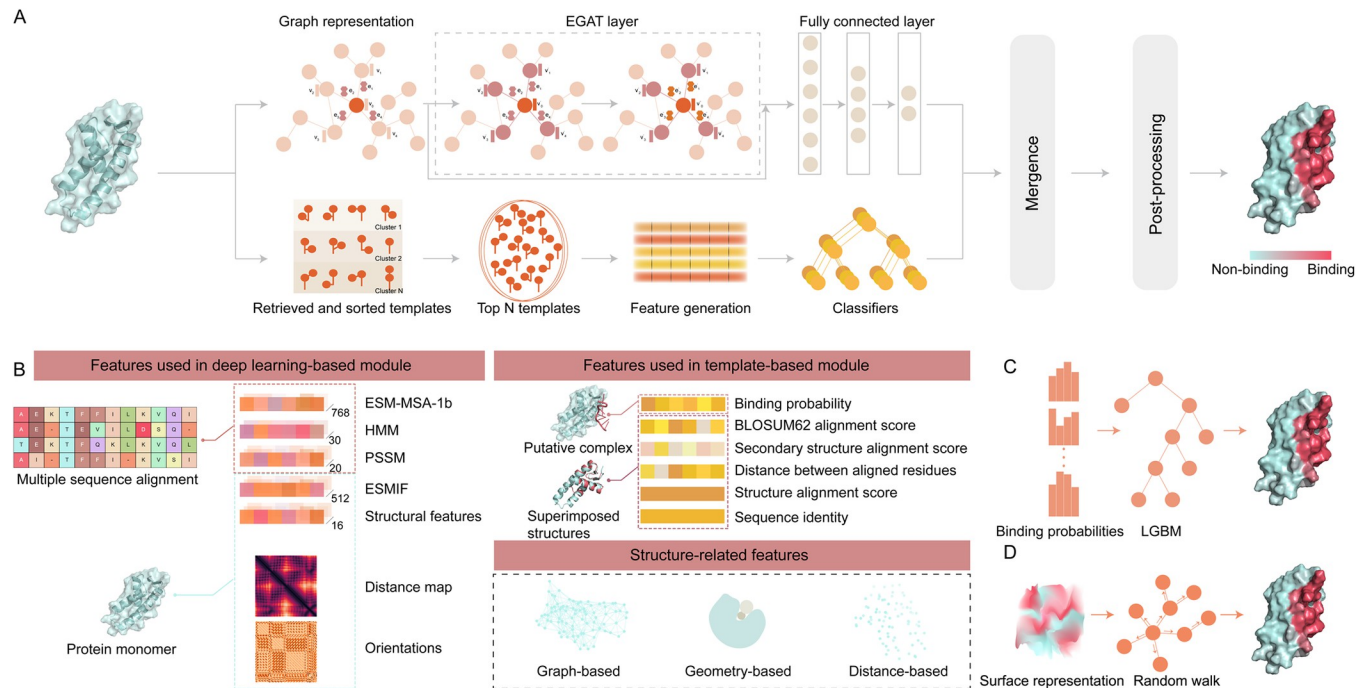 A
Graph representation
EGAT layer
Fully connected layer
Mergence
Post-processing
Non-binding
Binding
Cluster 1
Cluster 2
Cluster N
Retrieved and sorted templates
Top N templates
Feature generation
Classifiers
B
Features used in deep learning-based module
A E K T F F I L K V Q I
A E - T E V I L D S Q -
T E K T F Q K L K V Q L
A I - T F F I - K V S I
Multiple sequence alignment
ESM-MSA-1b
768
HMM
30
PSSM
20
ESMIF
512
Structural features
16
Distance map
Orientations
Protein monomer
Features used in template-based module
Putative complex
Superimposed
structures
Binding probability
BLOSUM62 alignment score
Secondary structure alignment score
Distance between aligned residues
Structure alignment score
Sequence identity
Structure-related features
Graph-based
Geometry-based
Distance-based
C
Binding probabilities
LGBM
D
Surface representation
Random walk